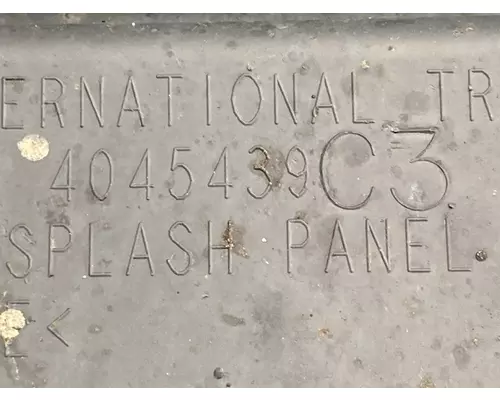 ERNATIONAL TR
4045439C3
SPLASH PANEL
E<